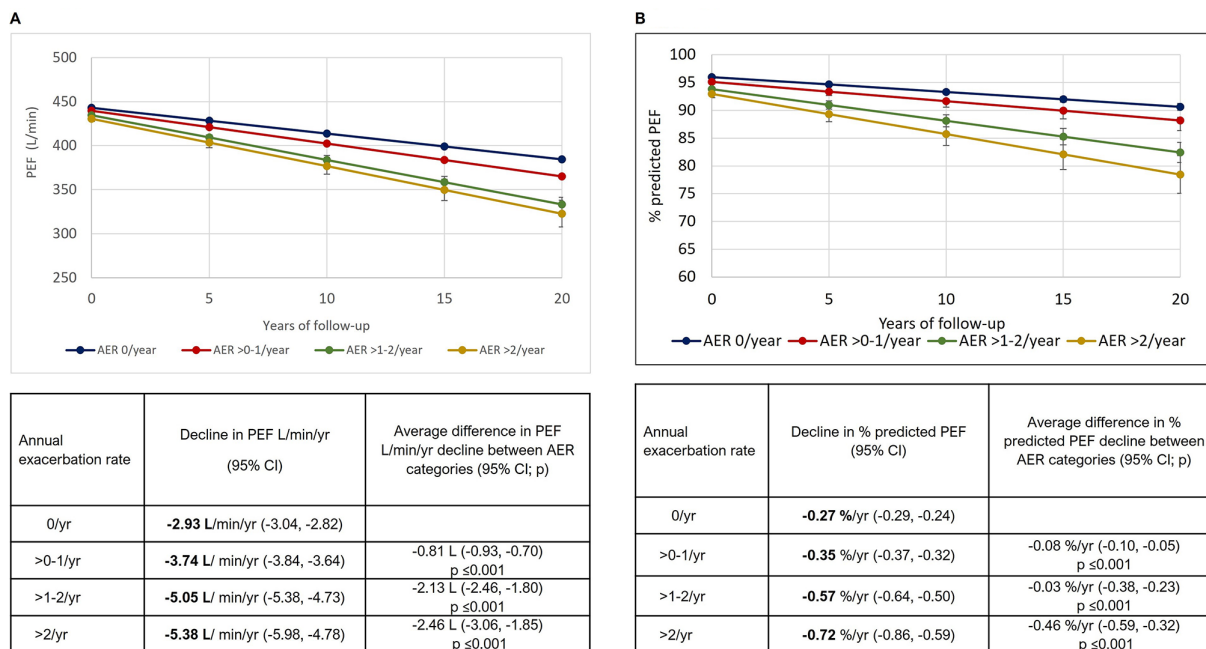 A
500
450
400
350
300
250
PEF (L/min)
0 5 10 15 20
Years of follow-up
AER 0/year AER >0-1/year AER >1-2/year AER >2/year
Annual
exacerbation rate
Decline in PEF L/min/yr
(95% CI)
Average difference in PEF
L/min/yr decline between AER
categories (95% CI; p)
0/yr
-2.93 L/min/yr (-3.04, -2.82)
>0-1/yr
-3.74 L/ min/yr (-3.84, -3.64)
-0.81 L (-0.93, -0.70)
p ≤0.001
>1-2/yr
-5.05 L/ min/yr (-5.38, -4.73)
-2.13 L (-2.46, -1.80)
p ≤0.001
>2/yr
-5.38 L/ min/yr (-5.98, -4.78)
-2.46 L (-3.06, -1.85)
p ≤0.001
B
100
95
90
85
80
75
70
65
60
% predicted PEF
0 5 10 15 20
Years of follow-up
AER 0/year AER >0-1/year AER >1-2/year AER >2/year
Annual
exacerbation rate
Decline in % predicted PEF
(95% CI)
Average difference in %
predicted PEF decline between
AER categories (95% CI; p)
0/yr
-0.27 %/yr (-0.29, -0.24)
>0-1/yr
-0.35 %/yr (-0.37, -0.32)
-0.08 %/yr (-0.10, -0.05)
p ≤0.001
>1-2/yr
-0.57 %/yr (-0.64, -0.50)
-0.03 %/yr (-0.38, -0.23)
p ≤0.001
>2/yr
-0.72 %/yr (-0.86, -0.59)
-0.46 %/yr (-0.59, -0.32)
p ≤0.001